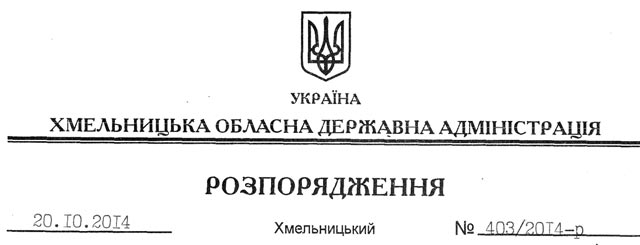 УКРАЇНА
ХМЕЛЬНИЦЬКА ОБЛАСНА ДЕРЖАВНА АДМІНІСТРАЦІЯ
РОЗПОРЯДЖЕННЯ
20.10.2014 Хмельницький № 403/2014-р